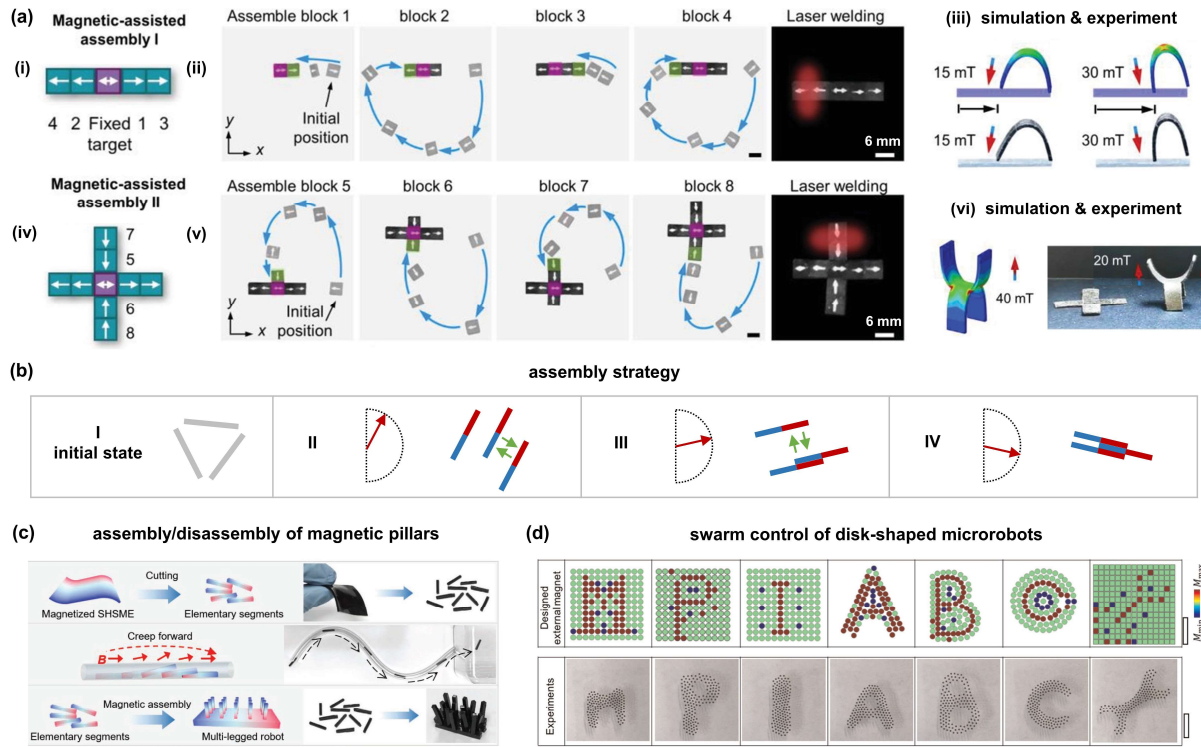 (a)
Magnetic-assisted
assembly I
(i)
4 2 Fixed 1 3
target
(ii)
Assemble block 1
block 2
block 3
block 4
Laser welding
Initial
position
y
x
6 mm
(iii) simulation & experiment
15 mT
30 mT
15 mT
30 mT
Magnetic-assisted
assembly II
(iv)
7
5
6
8
(v)
Assemble block 5
block 6
block 7
block 8
Laser welding
Initial
position
y
x
6 mm
(vi) simulation & experiment
40 mT
20 mT
(b)
assembly strategy
I
initial state
II
III
IV
(c)
assembly/disassembly of magnetic pillars
Cutting
Magnetized SHSME
Elementary segments
Creep forward
B
Magnetic assembly
Elementary segments
Multi-legged robot
(d)
swarm control of disk-shaped microrobots
Designed
external magnet
Mmax
Mmin
Experiments